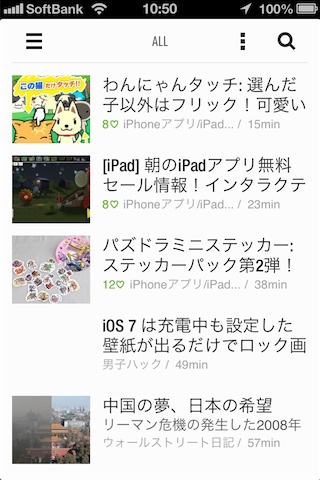 SoftBank 10:50 100%
ALL
この猫だけタッチ!!
わんにゃんタッチ: 選んだ
子以外はフリック！可愛い
8♡ iPhoneアプリ/iPad... / 15min
[iPad] 朝のiPadアプリ無料
セール情報！インタラクテ
8♡ iPhoneアプリ/iPad... / 23min
パズドラミニステッカー:
ステッカーパック第2弾！
12♡ iPhoneアプリ/iPad... / 38min
iOS 7 は充電中も設定した
壁紙が出るだけでロック画
男子ハック / 49min
中国の夢、日本の希望
リーマン危機の発生した2008年
ウォールストリート日記 / 57min